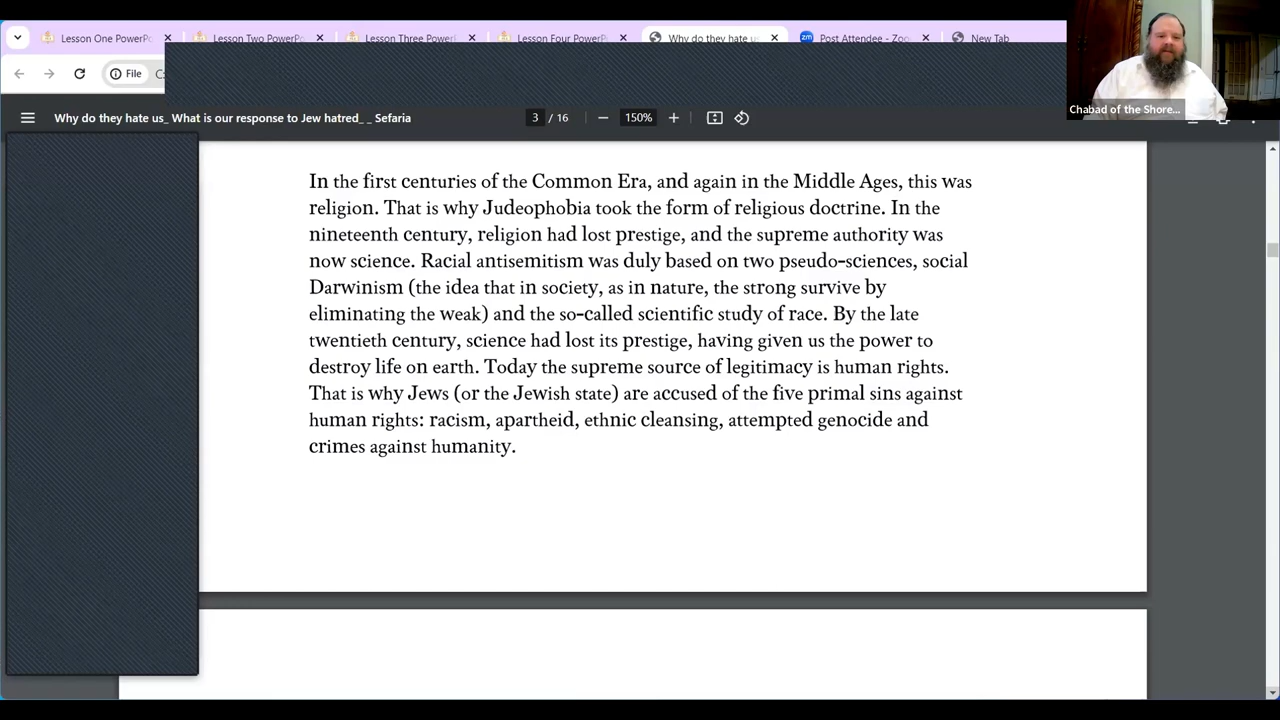 Lesson One PowerP
Lesson Two PowerP
Lesson Three Power
Lesson Four PowerP
Why do they hate us
Post Attendee - Zoo
New Tab
zm
File
Chabad of the Shore...
Why do they hate us_ What is our response to Jew hatred_ _ Sefaria
3 / 16
150%
In the first centuries of the Common Era, and again in the Middle Ages, this was
religion. That is why Judeophobia took the form of religious doctrine. In the
nineteenth century, religion had lost prestige, and the supreme authority was
now science. Racial antisemitism was duly based on two pseudo-sciences, social
Darwinism (the idea that in society, as in nature, the strong survive by
eliminating the weak) and the so-called scientific study of race. By the late
twentieth century, science had lost its prestige, having given us the power to
destroy life on earth. Today the supreme source of legitimacy is human rights.
That is why Jews (or the Jewish state) are accused of the five primal sins against
human rights: racism, apartheid, ethnic cleansing, attempted genocide and
crimes against humanity.